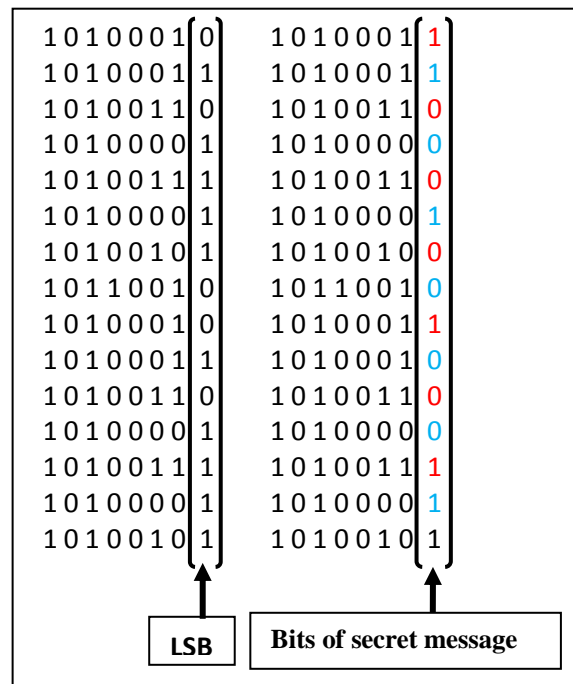 1 0 1 0 0 0 1 0 1 0 1 0 0 0 1 1
1 0 1 0 0 0 1 1 1 0 1 0 0 0 1 1
1 0 1 0 0 1 1 0 1 0 1 0 0 1 1 0
1 0 1 0 0 0 0 1 1 0 1 0 0 0 0 0
1 0 1 0 0 1 1 1 1 0 1 0 0 1 1 0
1 0 1 0 0 0 0 1 1 0 1 0 0 0 0 1
1 0 1 0 0 1 0 1 1 0 1 0 0 1 0 0
1 0 1 1 0 0 1 0 1 0 1 1 0 0 1 0
1 0 1 0 0 0 1 0 1 0 1 0 0 0 1 1
1 0 1 0 0 0 1 1 1 0 1 0 0 0 1 0
1 0 1 0 0 1 1 0 1 0 1 0 0 1 1 0
1 0 1 0 0 0 0 1 1 0 1 0 0 0 0 0
1 0 1 0 0 1 1 1 1 0 1 0 0 1 1 1
1 0 1 0 0 0 0 1 1 0 1 0 0 0 0 1
1 0 1 0 0 1 0 1 1 0 1 0 0 1 0 1
LSB Bits of secret message